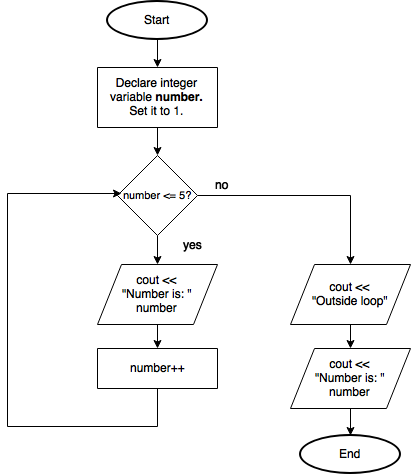 Start
Declare integer
variable number.
Set it to 1.
number <= 5?
no
yes
cout <<
"Number is: "
number
number++
cout <<
"Outside loop"
cout <<
"Number is: "
number
End